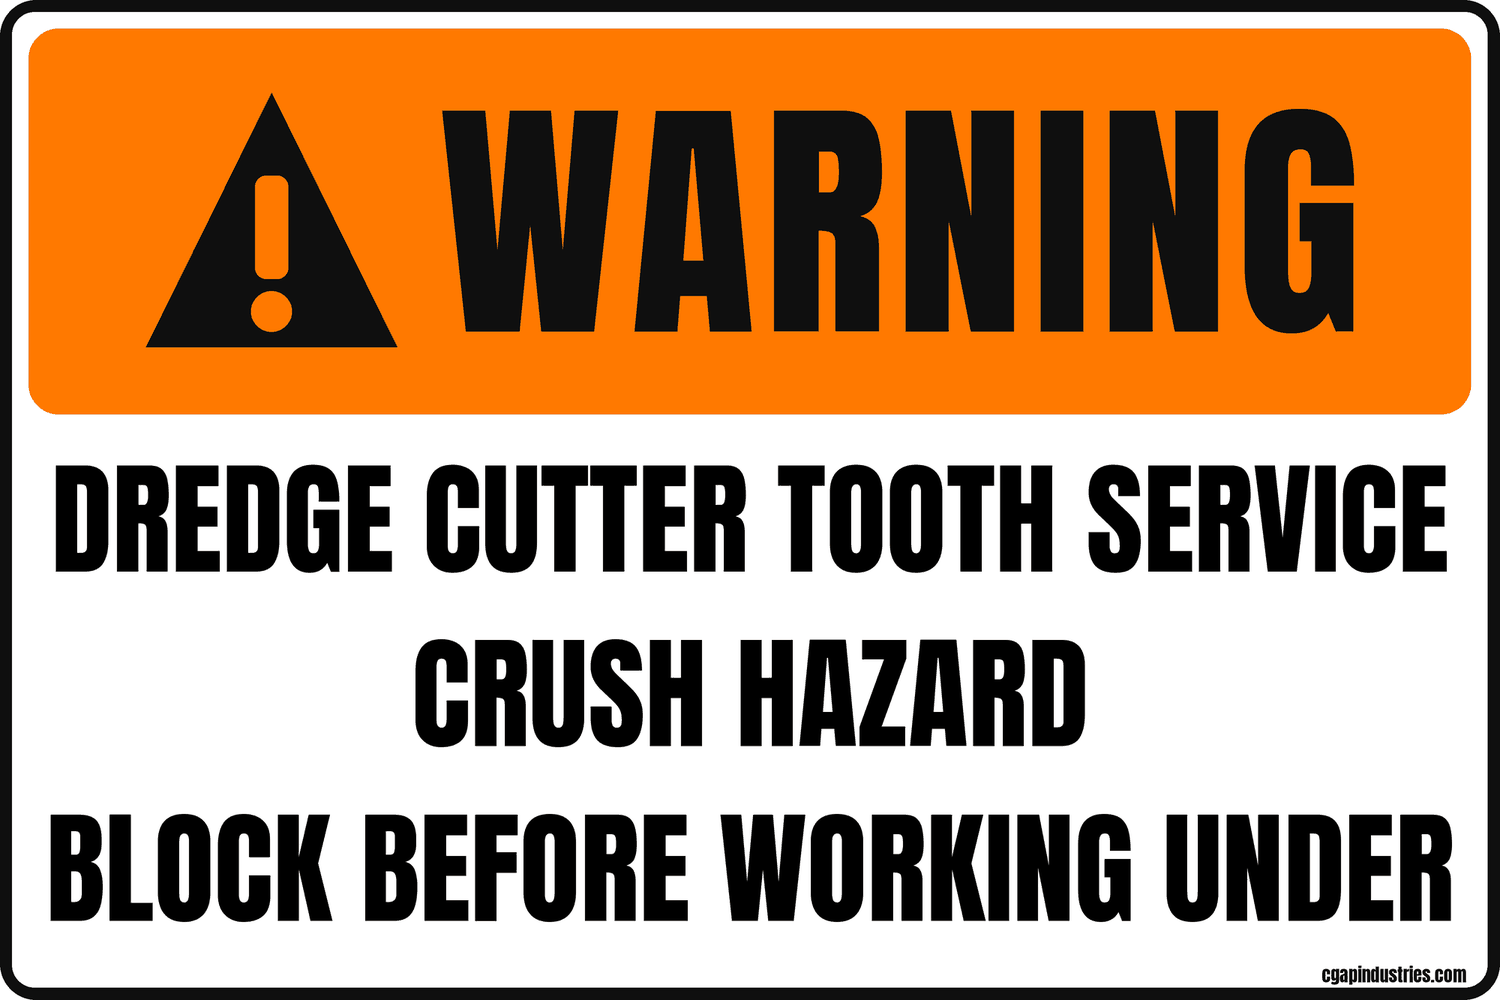 WARNING
DREDGE CUTTER TOOTH SERVICE
CRUSH HAZARD
BLOCK BEFORE WORKING UNDER
cgapindustries.com